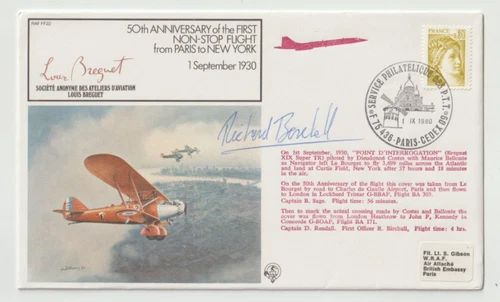 RAF FF22
50th ANNIVERSARY of the FIRST
NON-STOP FLIGHT
from PARIS to NEW YORK
1 September 1930
Louis Breguet
SOCIÉTÉ ANONYME DES ATELIERS D'AVIATION
LOUIS BREGUET
FRANCE
SERVICE PHILATELIQUE DES P.T.T.
1 IX 1980
75436-PARIS-CEDEX 09
On 1st September, 1930, "POINT D'INTERROGATION" (Breguet
XIX Super TR) piloted by Dieudonné Costes with Maurice Bellonte
as Navigator left Le Bourget to fly 3,699 miles across the Atlantic
and land at Curtis Field, New York after 37 hours and 18 minutes
in the air.
On the 50th Anniversary of the flight this cover was taken from Le
Bourget by road to Charles de Gaulle Airport, Paris and then flown
to London in Lockheed Tristar G-BBAF, Flight BA 305.
Captain B. Sage. Flight time: 56 minutes.
Then to mark the actual crossing made by Costes and Bellonte the
cover was flown from London Heathrow to John F. Kennedy in
Concorde G-BOAF, Flight BA 171.
Captain D. Rendall. First Officer R. Birchall. Flight time: 4 hrs.
Flt. Lt. S. Gibson
W.R.A.F.
Air Attaché
British Embassy
Paris